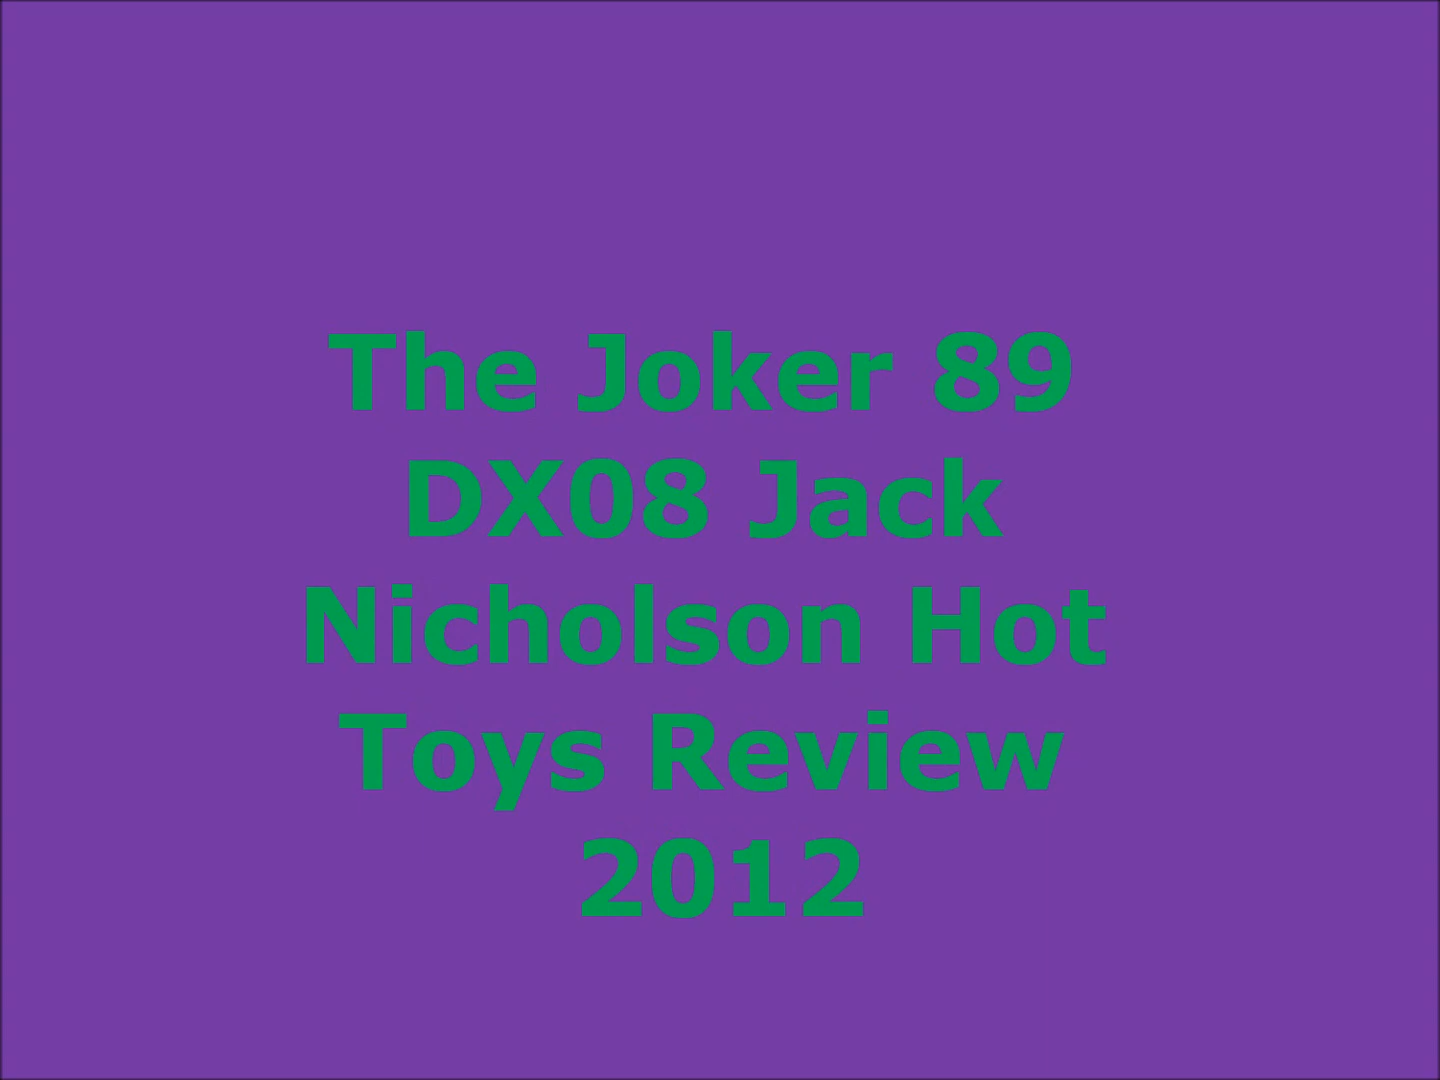 The Joker 89
DX08 Jack
Nicholson Hot
Toys Review
2012